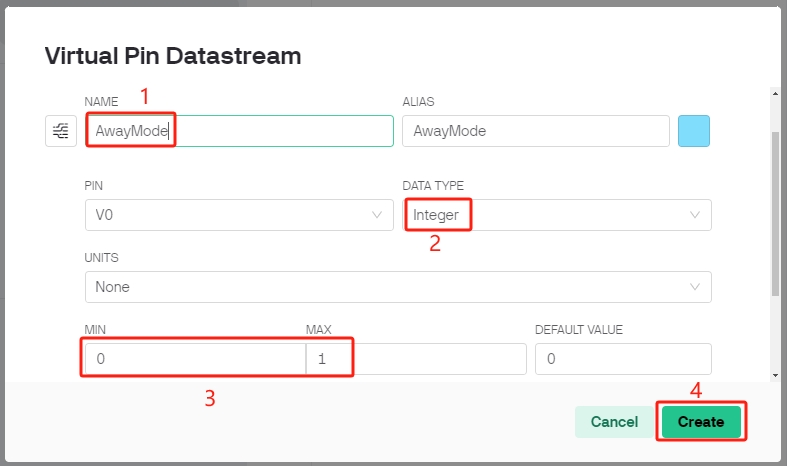 Virtual Pin Datastream
1
NAME ALIAS
AwayMode AwayMode
PIN DATA TYPE
V0 Integer
2
UNITS
None
MIN MAX DEFAULT VALUE
0 1 0
3 4
Cancel Create